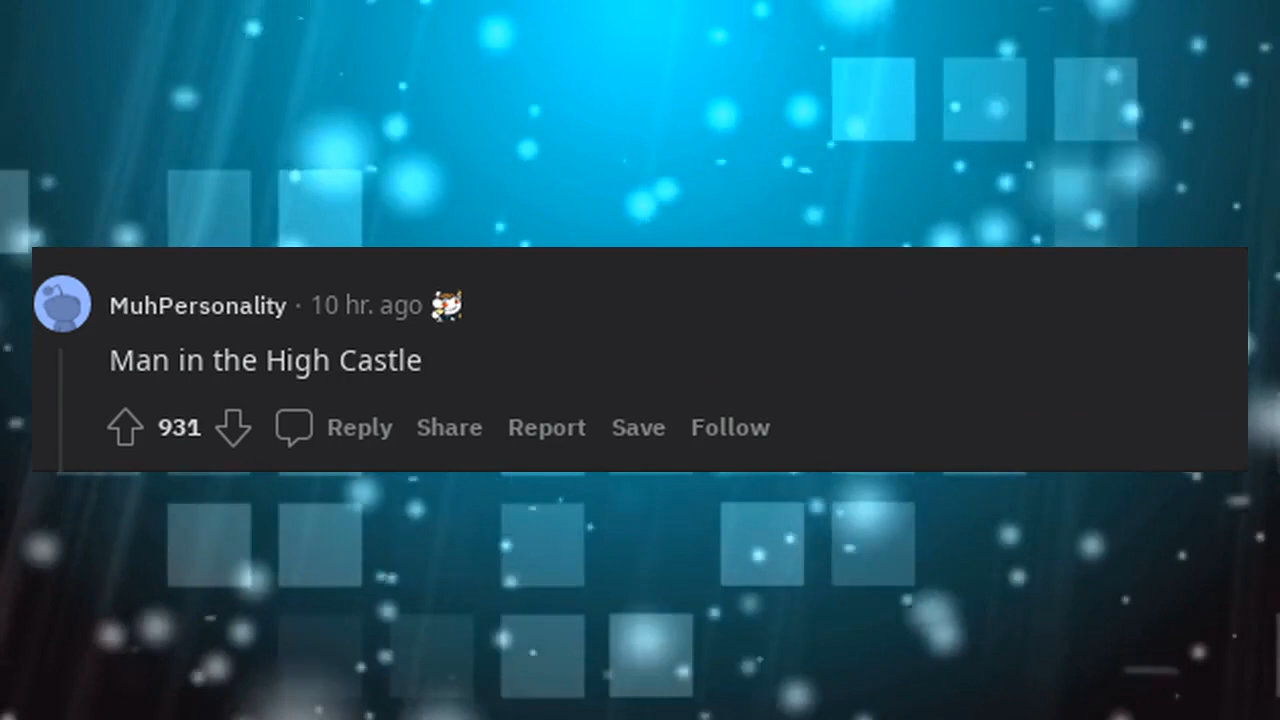 MuhPersonality · 10 hr. ago
Man in the High Castle
931 Reply Share Report Save Follow